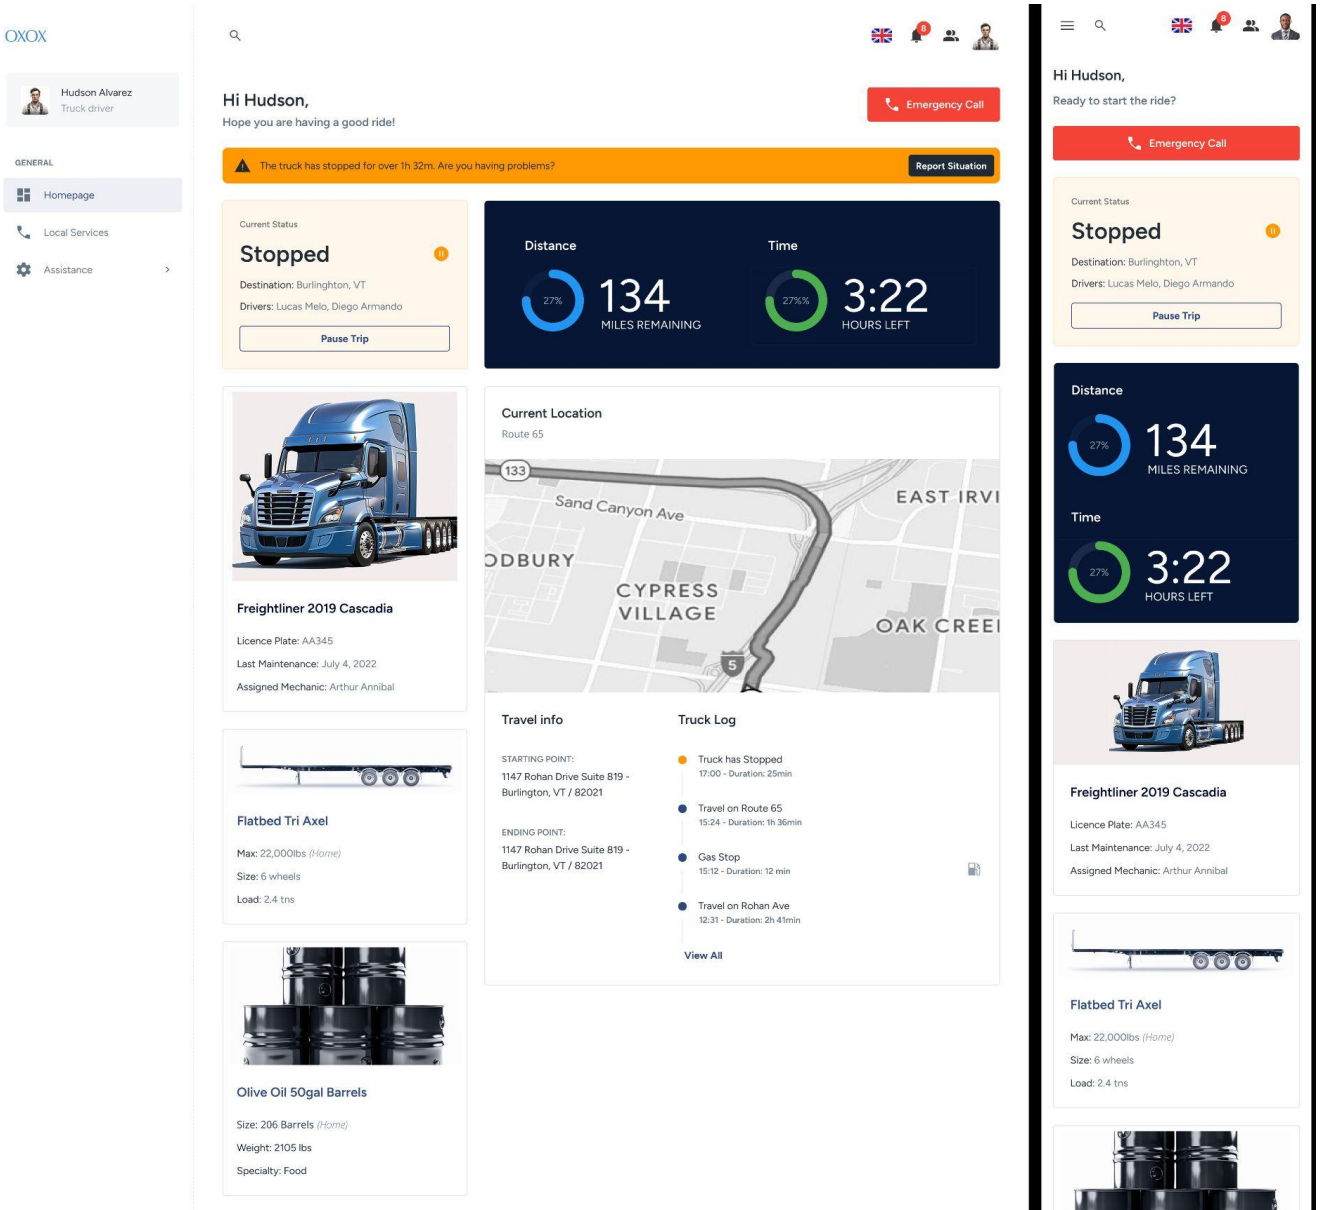 OXOX
Hudson Alvarez
Truck driver
GENERAL
Homepage
Local Services
Assistance
8
Hi Hudson,
Hope you are having a good ride!
Emergency Call
The truck has stopped for over 1h 32m. Are you having problems?
Report Situation
Current Status
Stopped
Destination: Burlinghton, VT
Drivers: Lucas Melo, Diego Armando
Pause Trip
Distance
27%
134
MILES REMAINING
Time
27%%
3:22
HOURS LEFT
Freightliner 2019 Cascadia
Licence Plate: AA345
Last Maintenance: July 4, 2022
Assigned Mechanic: Arthur Annibal
Flatbed Tri Axel
Max: 22,000lbs (Home)
Size: 6 wheels
Load: 2.4 tns
Olive Oil 50gal Barrels
Size: 206 Barrels (Home)
Weight: 2105 lbs
Specialty: Food
Current Location
Route 65
133
Sand Canyon Ave
EAST IRVI
ODBURY
CYPRESS
VILLAGE
OAK CREEI
5
Travel info
STARTING POINT:
1147 Rohan Drive Suite 819 -
Burlington, VT / 82021
ENDING POINT:
1147 Rohan Drive Suite 819 -
Burlington, VT / 82021
Truck Log
Truck has Stopped
17:00 - Duration: 25min
Travel on Route 65
15:24 - Duration: 1h 36min
Gas Stop
15:12 - Duration: 12 min
Travel on Rohan Ave
12:31 - Duration: 2h 41min
View All
8
Hi Hudson,
Ready to start the ride?
Emergency Call
Current Status
Stopped
Destination: Burlinghton, VT
Drivers: Lucas Melo, Diego Armando
Pause Trip
Distance
27%
134
MILES REMAINING
Time
27%
3:22
HOURS LEFT
Freightliner 2019 Cascadia
Licence Plate: AA345
Last Maintenance: July 4, 2022
Assigned Mechanic: Arthur Annibal
Flatbed Tri Axel
Max: 22,000lbs (Home)
Size: 6 wheels
Load: 2.4 tns